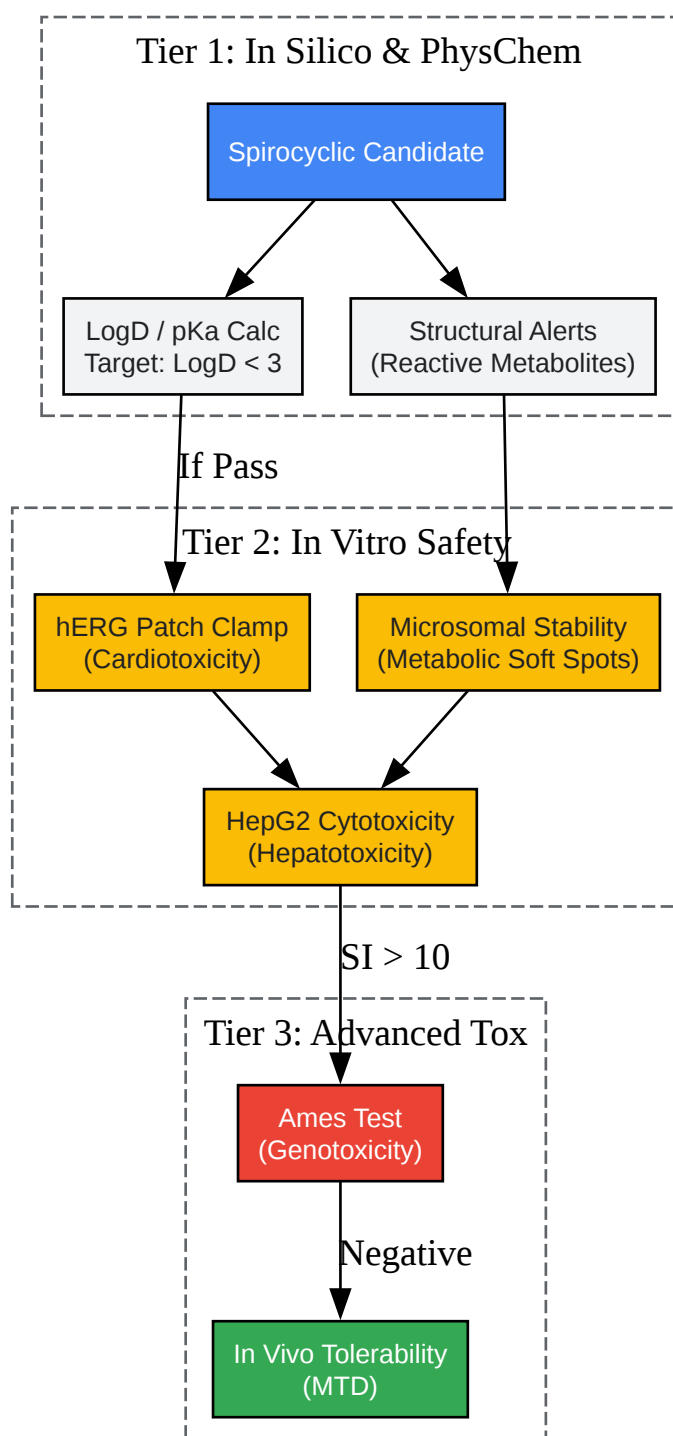 Tier 1: In Silico & PhysChem
Spirocyclic Candidate
LogD / pKa Calc
Target: LogD < 3
Structural Alerts
(Reactive Metabolites)
If Pass
Tier 2: In Vitro Safety
hERG Patch Clamp
(Cardiotoxicity)
Microsomal Stability
(Metabolic Soft Spots)
HepG2 Cytotoxicity
(Hepatotoxicity)
SI > 10
Tier 3: Advanced Tox
Ames Test
(Genotoxicity)
Negative
In Vivo Tolerability
(MTD)